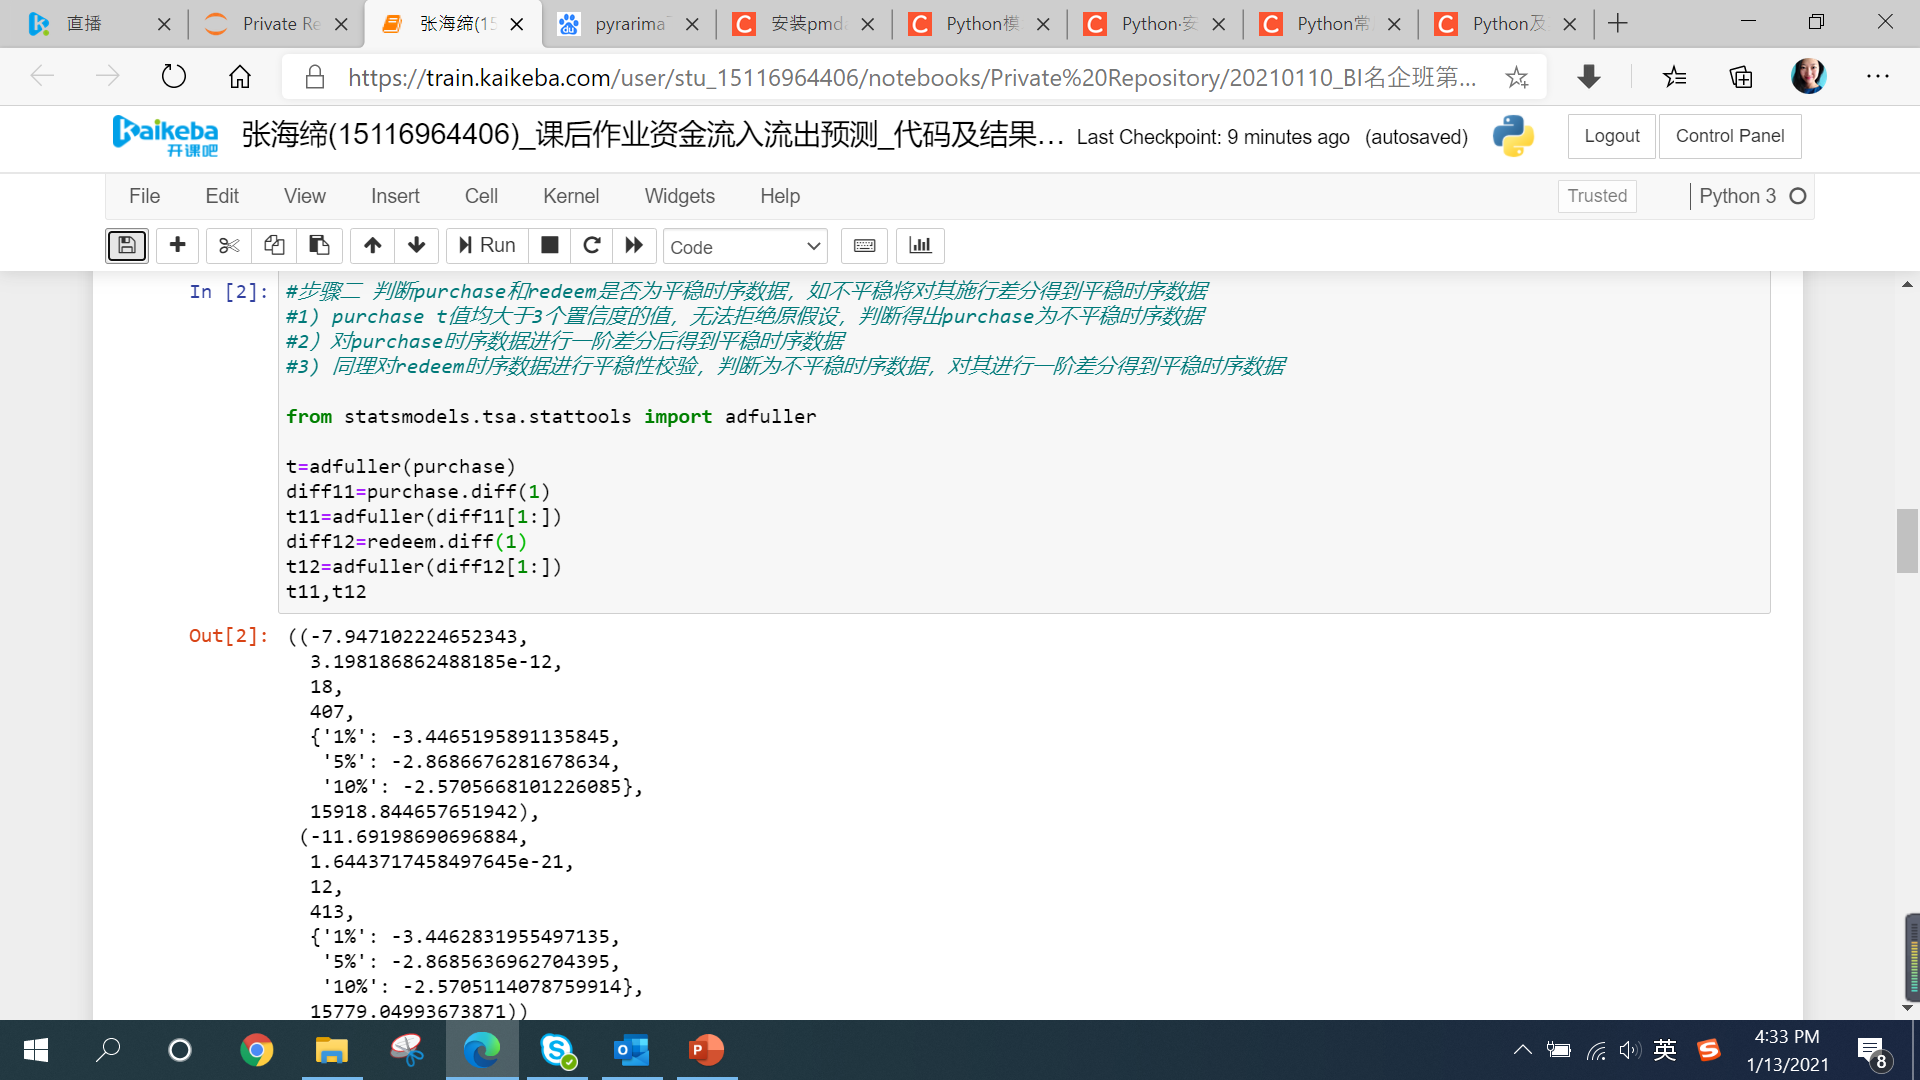 直播
Private Re
张海缔(15
pyrarima
安装pmda
Python模
Python·安
Python常
Python及
https://train.kaikeba.com/user/stu_15116964406/notebooks/Private%20Repository/20210110_BI名企班第...
Kaikeba
开课吧
张海缔(15116964406)_课后作业资金流入流出预测_代码及结果... Last Checkpoint: 9 minutes ago (autosaved)
Logout
Control Panel
File Edit View Insert Cell Kernel Widgets Help
Trusted
Python 3
Run
Code
In [2]:
#步骤二 判断purchase和redeem是否为平稳时序数据，如不平稳将对其施行差分得到平稳时序数据
#1) purchase t值均大于3个置信度的值，无法拒绝原假设，判断得出purchase为不平稳时序数据
#2) 对purchase时序数据进行一阶差分后得到平稳时序数据
#3) 同理对redeem时序数据进行平稳性校验，判断为不平稳时序数据，对其进行一阶差分得到平稳时序数据
from statsmodels.tsa.stattools import adfuller
t=adfuller(purchase)
diff11=purchase.diff(1)
t11=adfuller(diff11[1:])
diff12=redeem.diff(1)
t12=adfuller(diff12[1:])
t11,t12
Out[2]:
((-7.947102224652343,
3.198186862488185e-12,
18,
407,
{'1%': -3.4465195891135845,
'5%': -2.8686676281678634,
'10%': -2.5705668101226085},
15918.844657651942),
(-11.69198690696884,
1.6443717458497645e-21,
12,
413,
{'1%': -3.4462831955497135,
'5%': -2.8685636962704395,
'10%': -2.5705114078759914},
15779.04993673871))
英
4:33 PM
1/13/2021
8